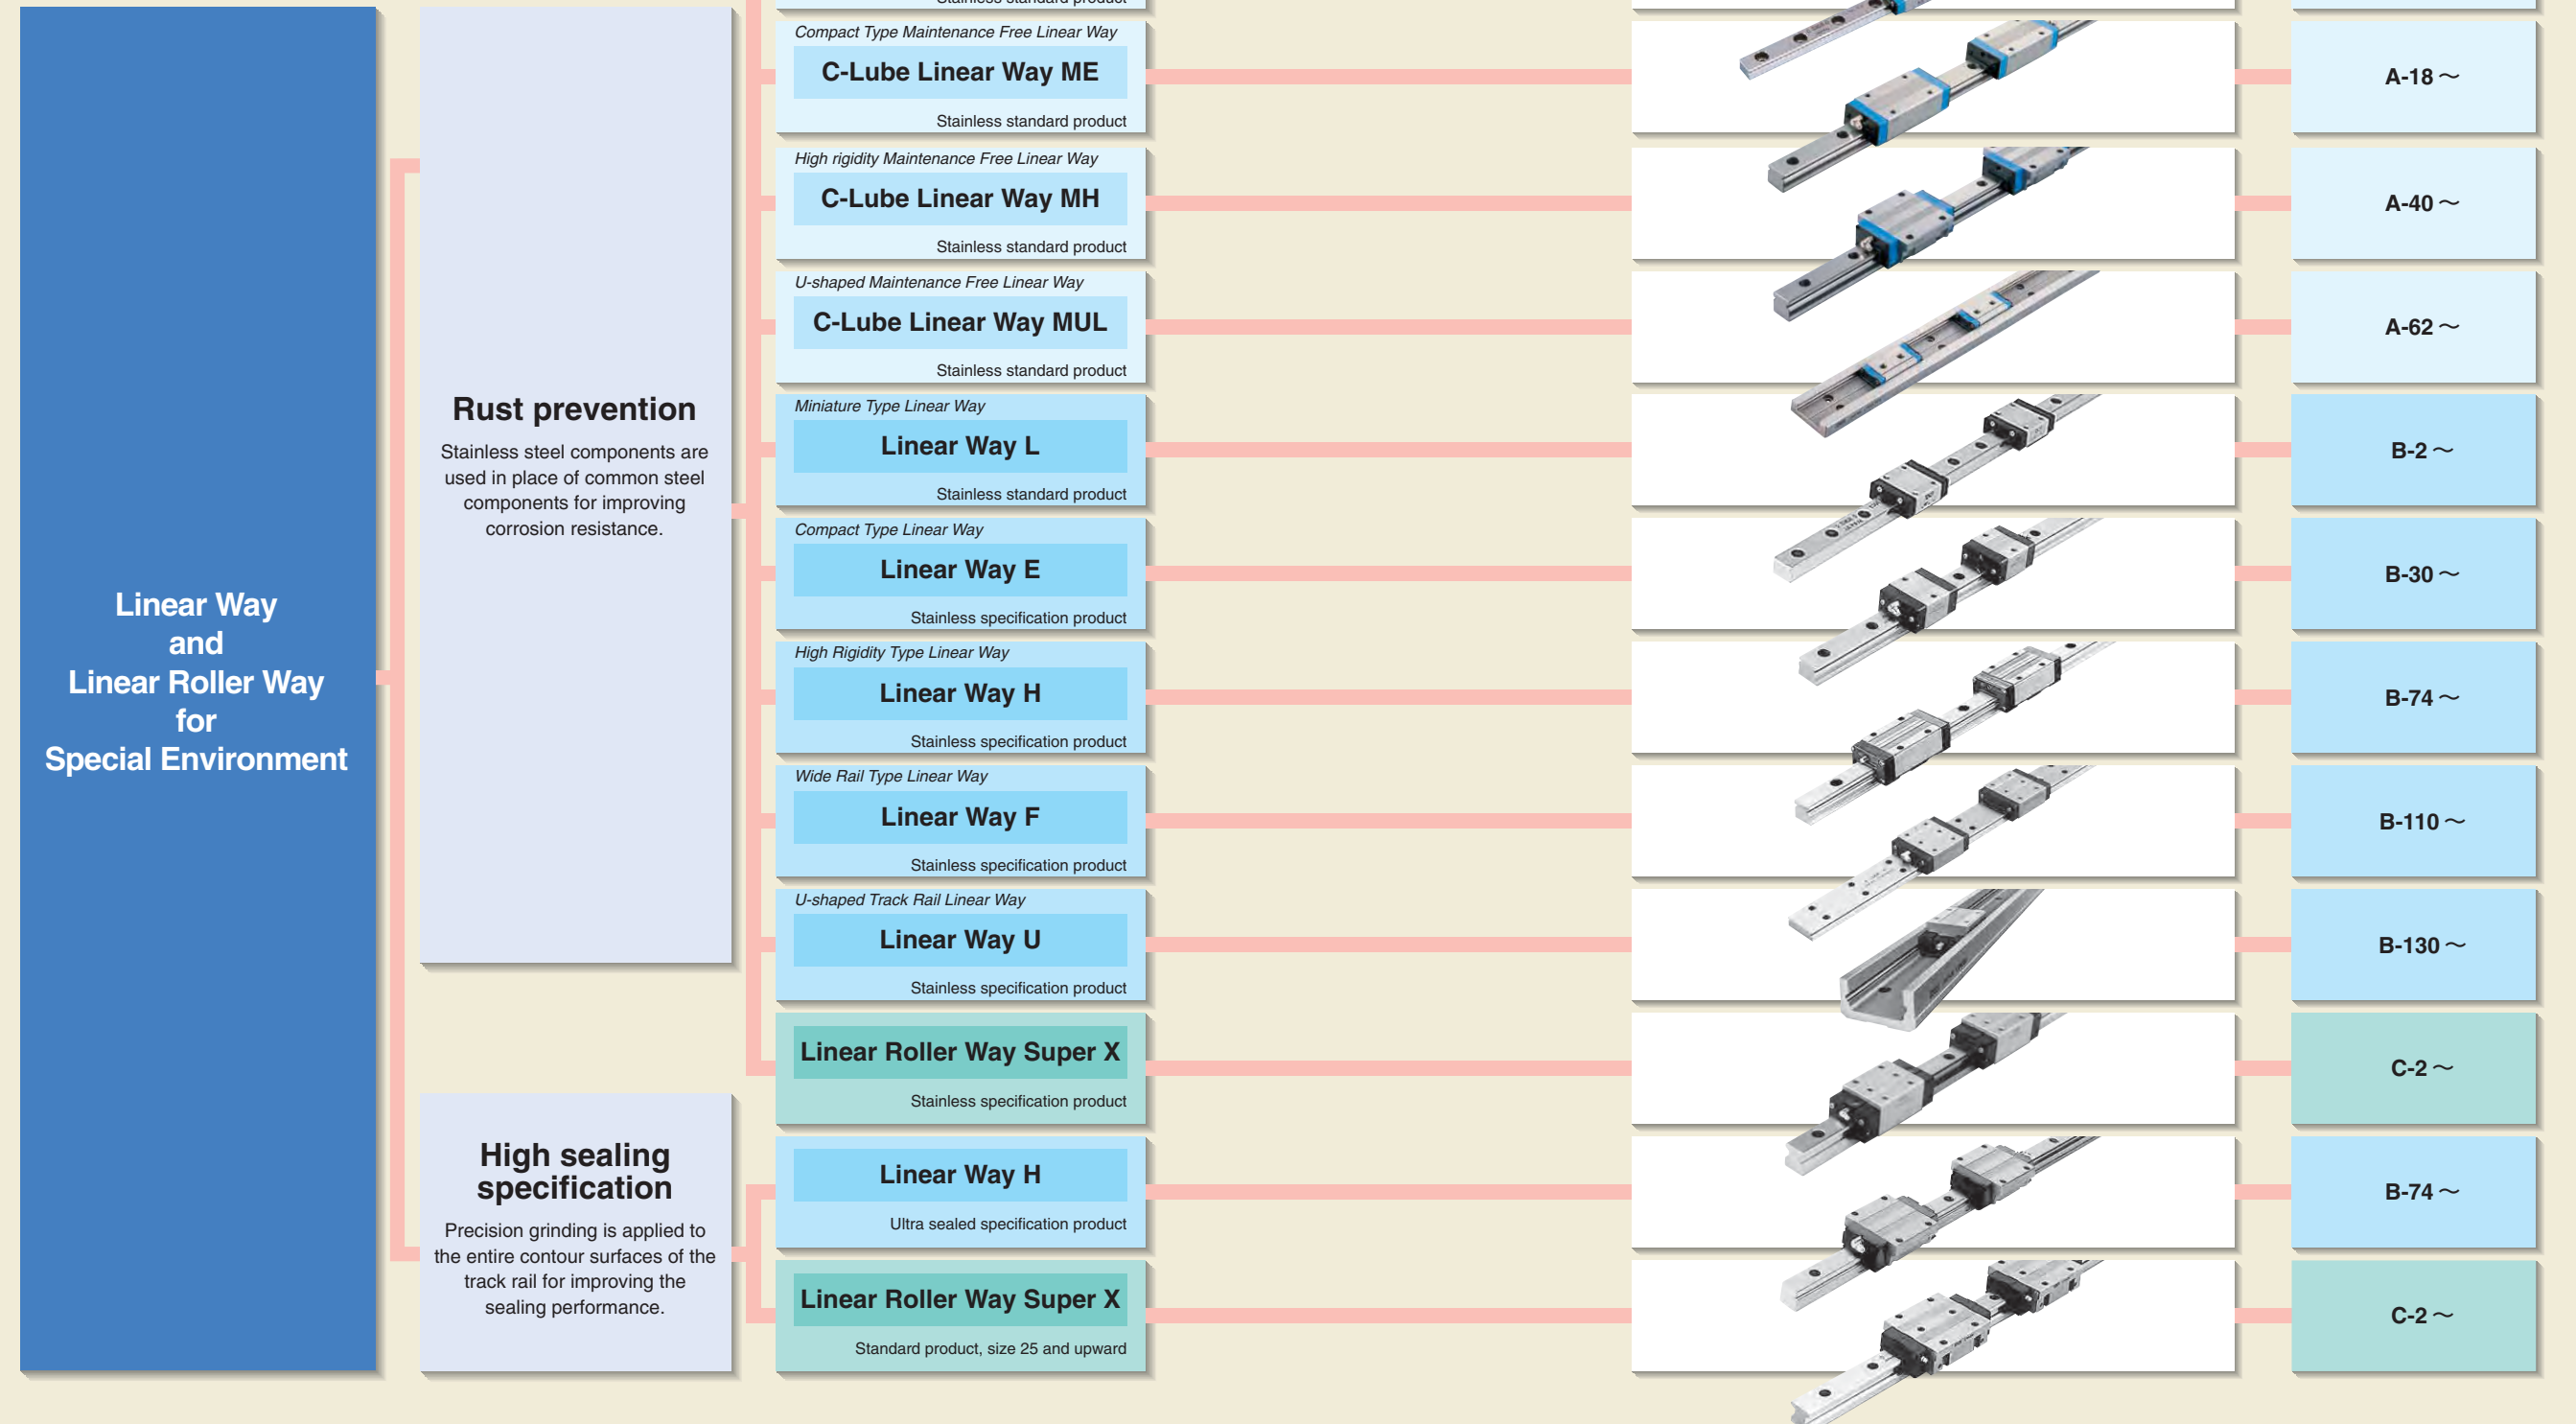 Stainless standard product
Compact Type Maintenance Free Linear Way
C-Lube Linear Way ME
Stainless standard product
A-18～
High rigidity Maintenance Free Linear Way
C-Lube Linear Way MH
Stainless standard product
A-40～
U-shaped Maintenance Free Linear Way
C-Lube Linear Way MUL
Stainless standard product
A-62～
Rust prevention
Stainless steel components are
used in place of common steel
components for improving
corrosion resistance.
Miniature Type Linear Way
Linear Way L
Stainless standard product
B-2～
Compact Type Linear Way
Linear Way E
Stainless specification product
B-30～
Linear Way
and
Linear Roller Way
for
Special Environment
High Rigidity Type Linear Way
Linear Way H
Stainless specification product
B-74～
Wide Rail Type Linear Way
Linear Way F
Stainless specification product
B-110～
U-shaped Track Rail Linear Way
Linear Way U
Stainless specification product
B-130～
Linear Roller Way Super X
Stainless specification product
C-2～
High sealing
specification
Precision grinding is applied to
the entire contour surfaces of the
track rail for improving the
sealing performance.
Linear Way H
Ultra sealed specification product
B-74～
Linear Roller Way Super X
Standard product, size 25 and upward
C-2～